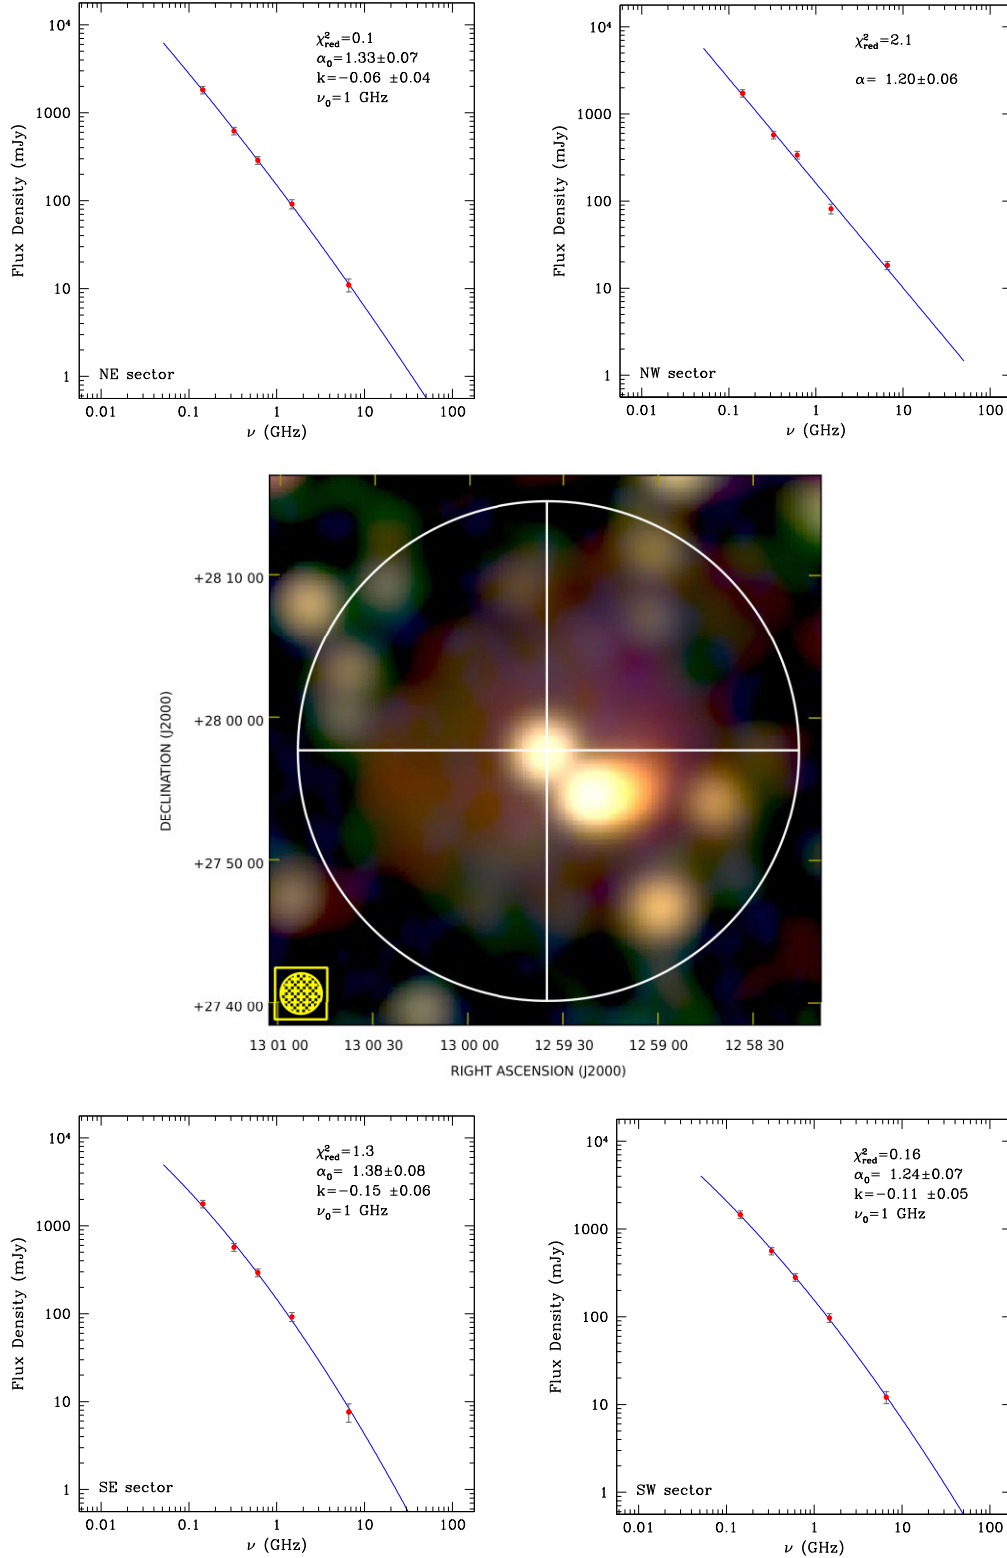 χ²red=0.1
α₀=1.33±0.07
k=−0.06 ±0.04
ν₀=1 GHz
10⁴
1000
100
10
1
Flux Density (mJy)
NE sector
0.01 0.1 1 10 100
ν (GHz)
χ²red=2.1
α= 1.20±0.06
10⁴
1000
100
10
1
Flux Density (mJy)
NW sector
0.01 0.1 1 10 100
ν (GHz)
+28 10 00
+28 00 00
+27 50 00
+27 40 00
DECLINATION (J2000)
13 01 00 13 00 30 13 00 00 12 59 30 12 59 00 12 58 30
RIGHT ASCENSION (J2000)
χ²red=1.3
α₀= 1.38±0.08
k=−0.15 ±0.06
ν₀=1 GHz
10⁴
1000
100
10
1
Flux Density (mJy)
SE sector
0.01 0.1 1 10 100
ν (GHz)
χ²red=0.16
α₀= 1.24±0.07
k=−0.11 ±0.05
ν₀=1 GHz
10⁴
1000
100
10
1
Flux Density (mJy)
SW sector
0.01 0.1 1 10 100
ν (GHz)